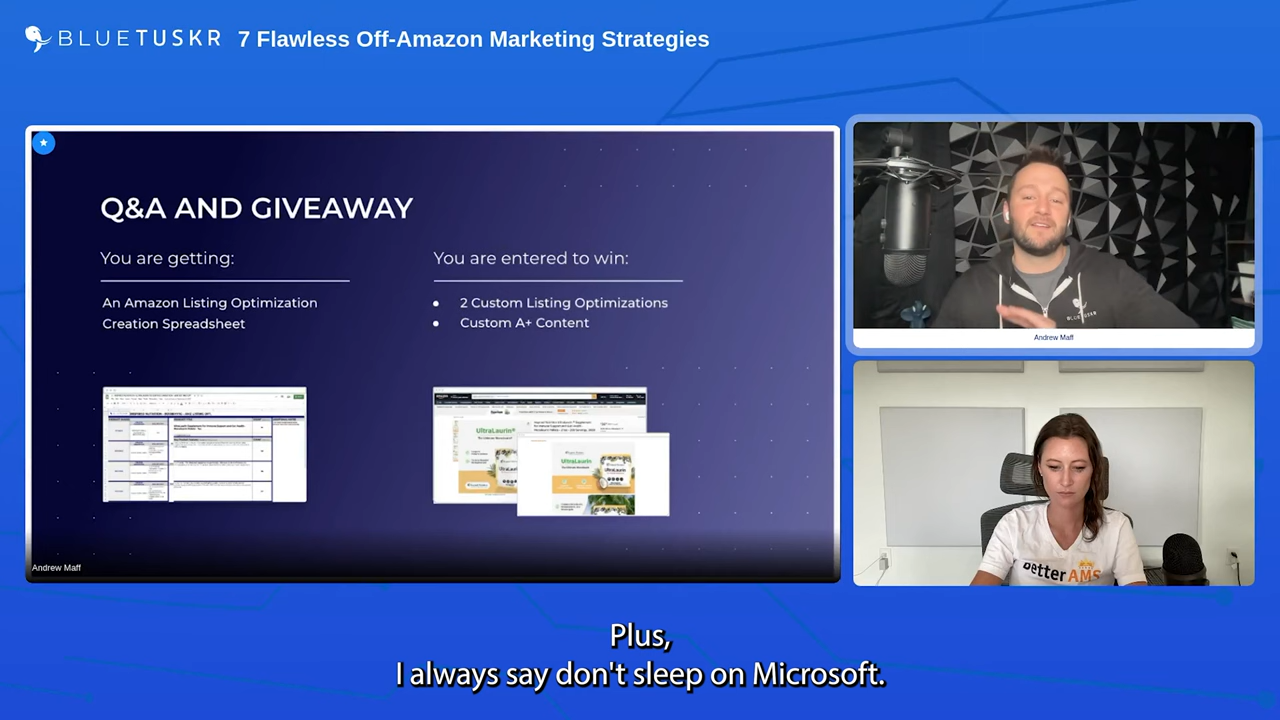 BLUETUSKR 7 Flawless Off-Amazon Marketing Strategies
Q&A AND GIVEAWAY
You are getting:
An Amazon Listing Optimization
Creation Spreadsheet
You are entered to win:
• 2 Custom Listing Optimizations
• Custom A+ Content
UltraLaurin
UltraLaurin
Andrew Maff
BLUETUSKR
Andrew Maff
betterAMS
Plus,
I always say don't sleep on Microsoft.